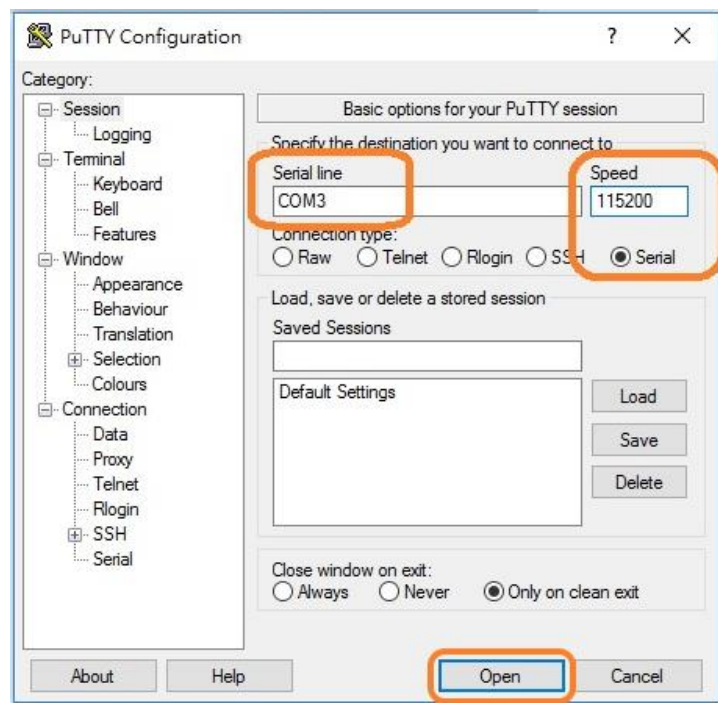 PuTTY Configuration
?
Category:
Session
Logging
Terminal
Keyboard
Bell
Features
Window
Appearance
Behaviour
Translation
Selection
Colours
Connection
Data
Proxy
Telnet
Rlogin
SSH
Serial
Basic options for your PuTTY session
Specify the destination you want to connect to
Serial line Speed
COM3 115200
Connection type:
Raw Telnet Rlogin SSH Serial
Load, save or delete a stored session
Saved Sessions
Default Settings
Load
Save
Delete
Close window on exit:
Always Never Only on clean exit
About Help Open Cancel